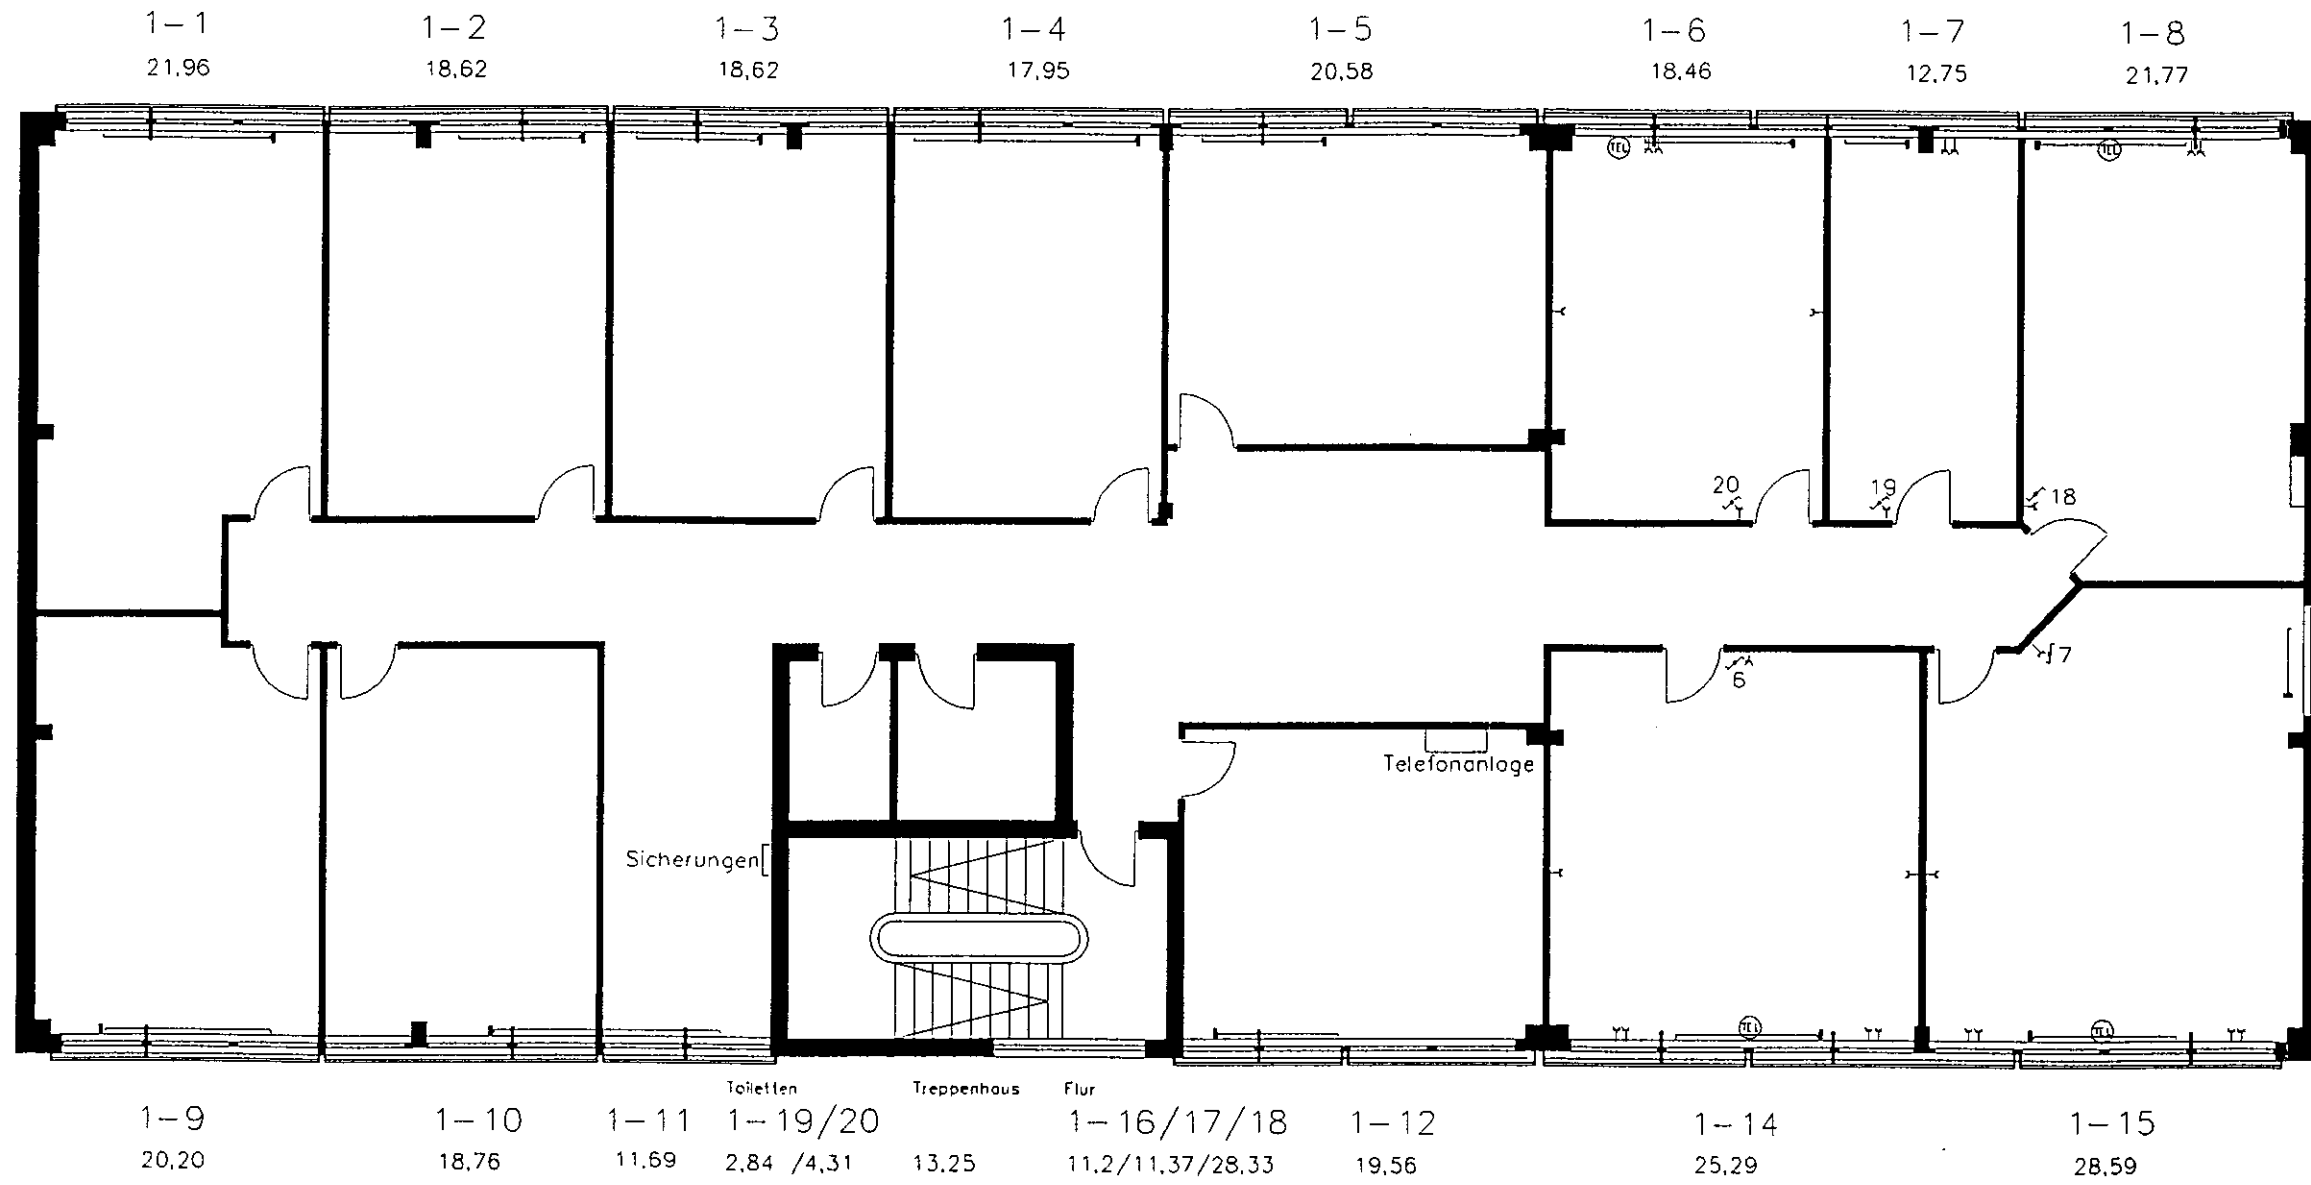 1-1 1-2 1-3 1-4 1-5 1-6 1-7 1-8
21,96 18,62 18,62 17,95 20,58 18,46 12,75 21,77
TEL TEL
20 19 18
7
6
Telefonanlage
Sicherungen
TEL TEL
Toiletten Treppenhaus Flur
1-9 1-10 1-11 1-19/20 1-16/17/18 1-12 1-14 1-15
20,20 18,76 11,69 2,84 /4,31 13,25 11,2/11,37/28,33 19,56 25,29 28,59